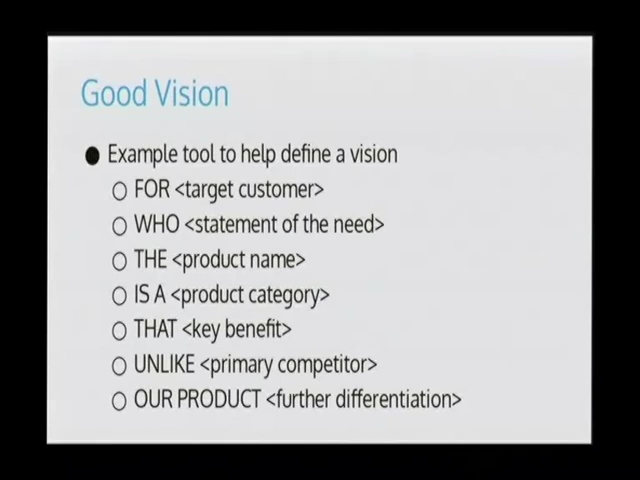 Good Vision
● Example tool to help define a vision
○ FOR <target customer>
○ WHO <statement of the need>
○ THE <product name>
○ IS A <product category>
○ THAT <key benefit>
○ UNLIKE <primary competitor>
○ OUR PRODUCT <further differentiation>